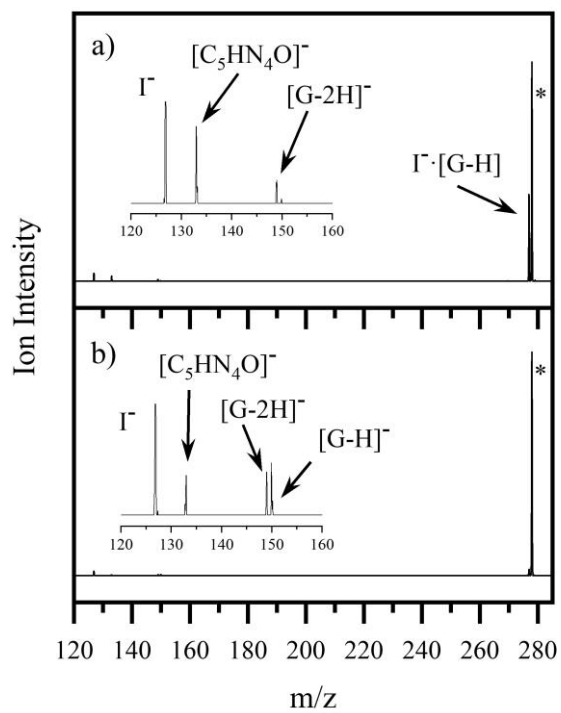 a)
[C₅HN₄O]⁻
I⁻
[G-2H]⁻
*
I⁻·[G-H]
120 130 140 150 160
Ion Intensity
b)
[C₅HN₄O]⁻
*
I⁻
[G-2H]⁻
[G-H]⁻
120 130 140 150 160
120 140 160 180 200 220 240 260 280
m/z